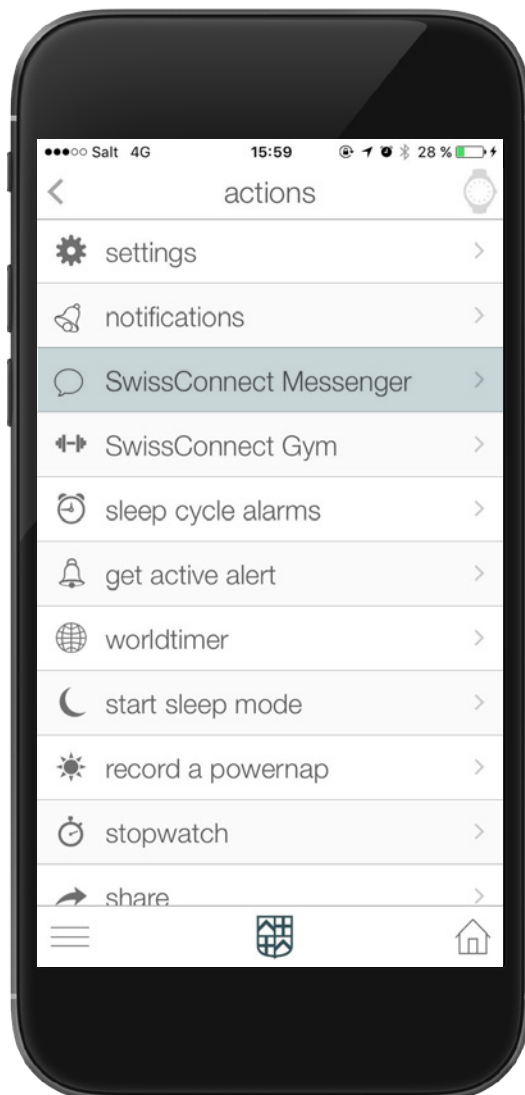 Salt 4G 15:59 28 %
actions
settings
notifications
SwissConnect Messenger
SwissConnect Gym
sleep cycle alarms
get active alert
worldtimer
start sleep mode
record a powernap
stopwatch
share